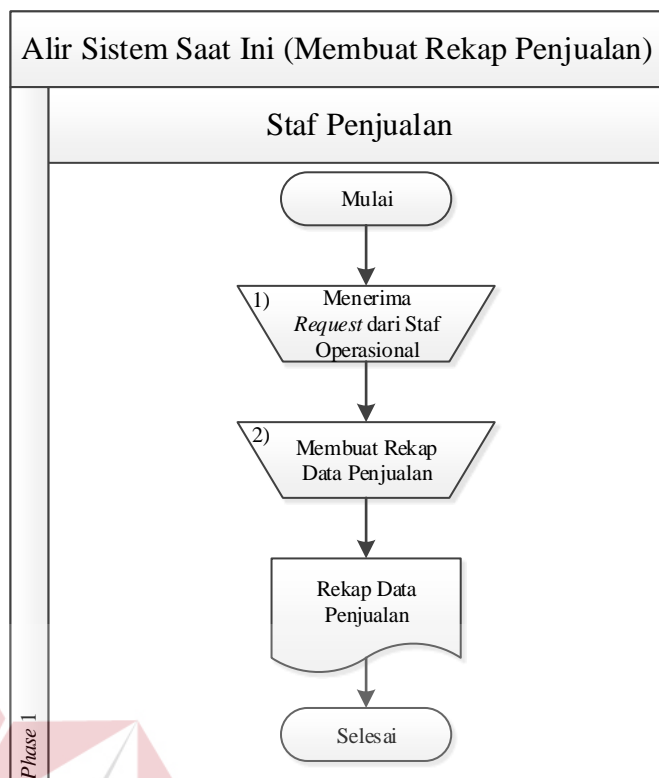 Alir Sistem Saat Ini (Membuat Rekap Penjualan)
Staf Penjualan
Mulai
1)
Menerima
Request dari Staf
Operasional
2)
Membuat Rekap
Data Penjualan
Rekap Data
Penjualan
Selesai
Phase 1